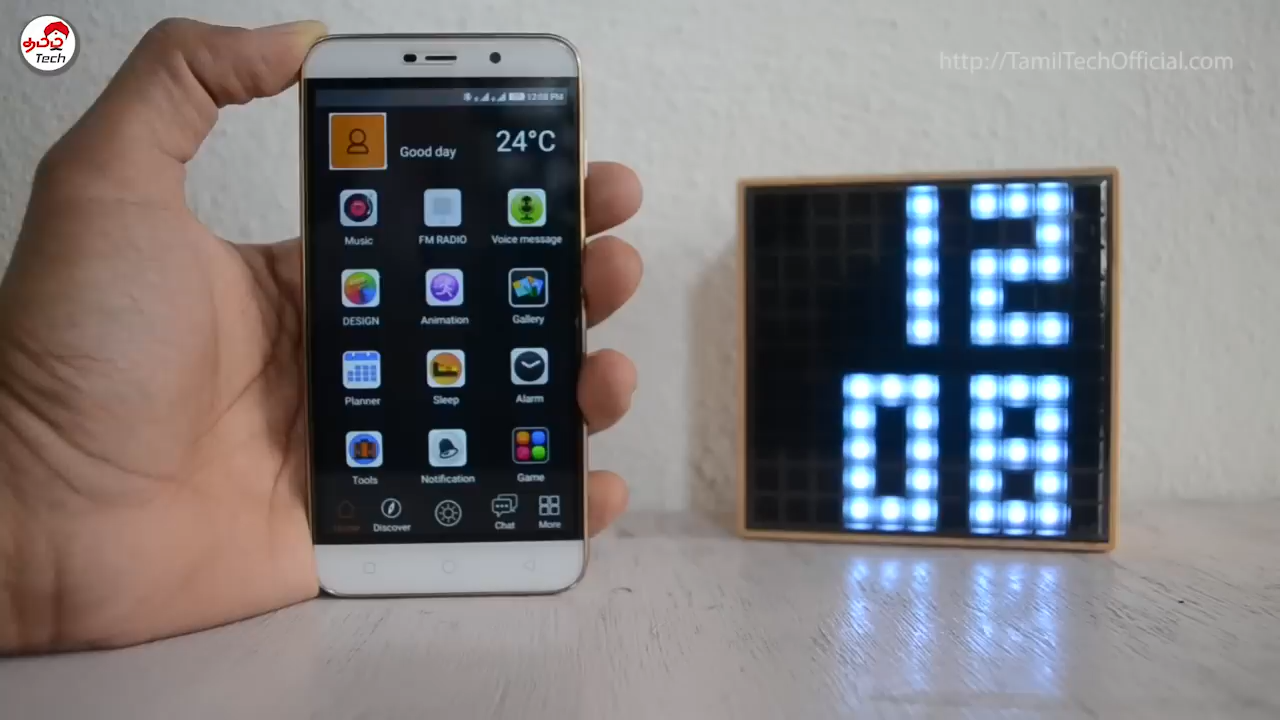 தமிழ்
Tech
http://TamilTechOfficial.com
12:08 PM
Good day
24°C
Music
FM RADIO
Voice message
DESIGN
Animation
Gallery
Planner
Sleep
Alarm
Tools
Notification
Game
Home
Discover
Chat
More
12
08